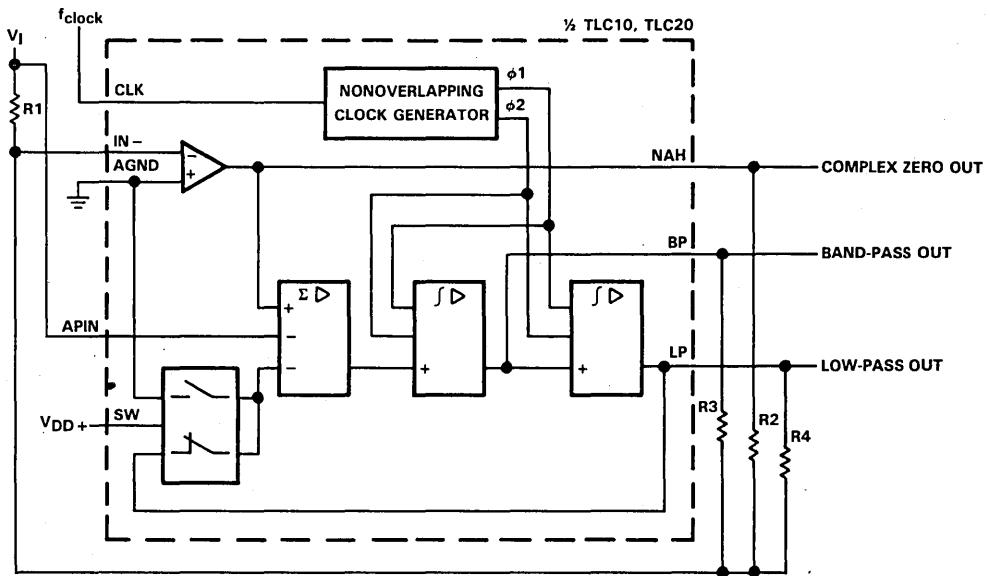 fclock
½ TLC10, TLC20
VI
CLK
NONOVERLAPPING
CLOCK GENERATOR
ϕ1
ϕ2
R1
IN −
AGND
−
+
NAH
COMPLEX ZERO OUT
BP
BAND-PASS OUT
Σ ▷
∫ ▷
∫ ▷
+
APIN
−
−
+
+
LP
LOW-PASS OUT
VDD +
SW
R3
R2
R4